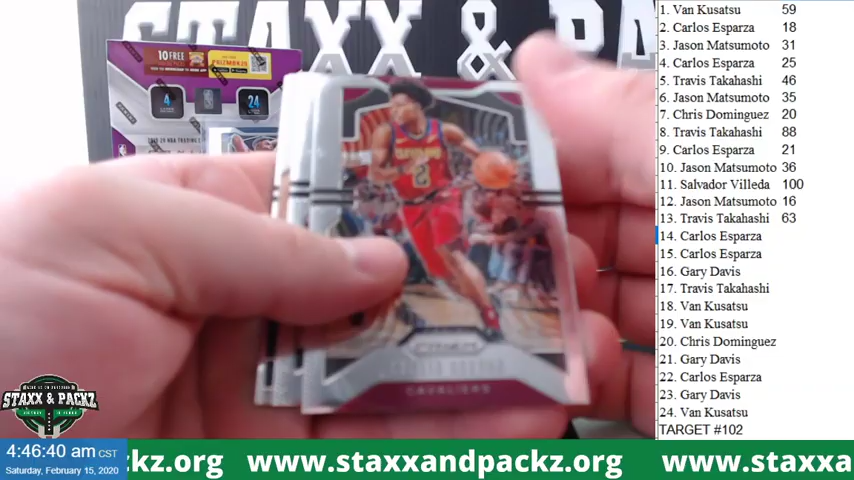 STAXX & PA
10 FREE
4
24
2
PRIZM
CAVALIERS
1. Van Kusatsu 59
2. Carlos Esparza 18
3. Jason Matsumoto 31
4. Carlos Esparza 25
5. Travis Takahashi 46
6. Jason Matsumoto 35
7. Chris Dominguez 20
8. Travis Takahashi 88
9. Carlos Esparza 21
10. Jason Matsumoto 36
11. Salvador Villeda 100
12. Jason Matsumoto 16
13. Travis Takahashi 63
14. Carlos Esparza
15. Carlos Esparza
16. Gary Davis
17. Travis Takahashi
18. Van Kusatsu
19. Van Kusatsu
20. Chris Dominguez
21. Gary Davis
22. Carlos Esparza
23. Gary Davis
24. Van Kusatsu
TARGET #102
STAXX & PACKZ
4:46:40 am CST
Saturday, February 15, 2020
kz.org www.staxxandpackz.org www.staxxa